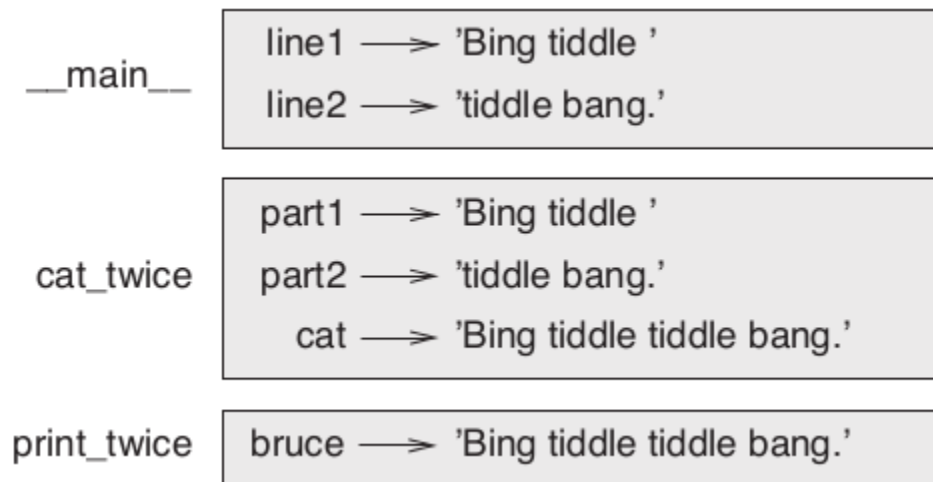 __main__
line1 ⟶ 'Bing tiddle ’
line2 ⟶ 'tiddle bang.’
cat_twice
part1 ⟶ 'Bing tiddle ’
part2 ⟶ 'tiddle bang.’
cat ⟶ 'Bing tiddle tiddle bang.’
print_twice
bruce ⟶ 'Bing tiddle tiddle bang.’